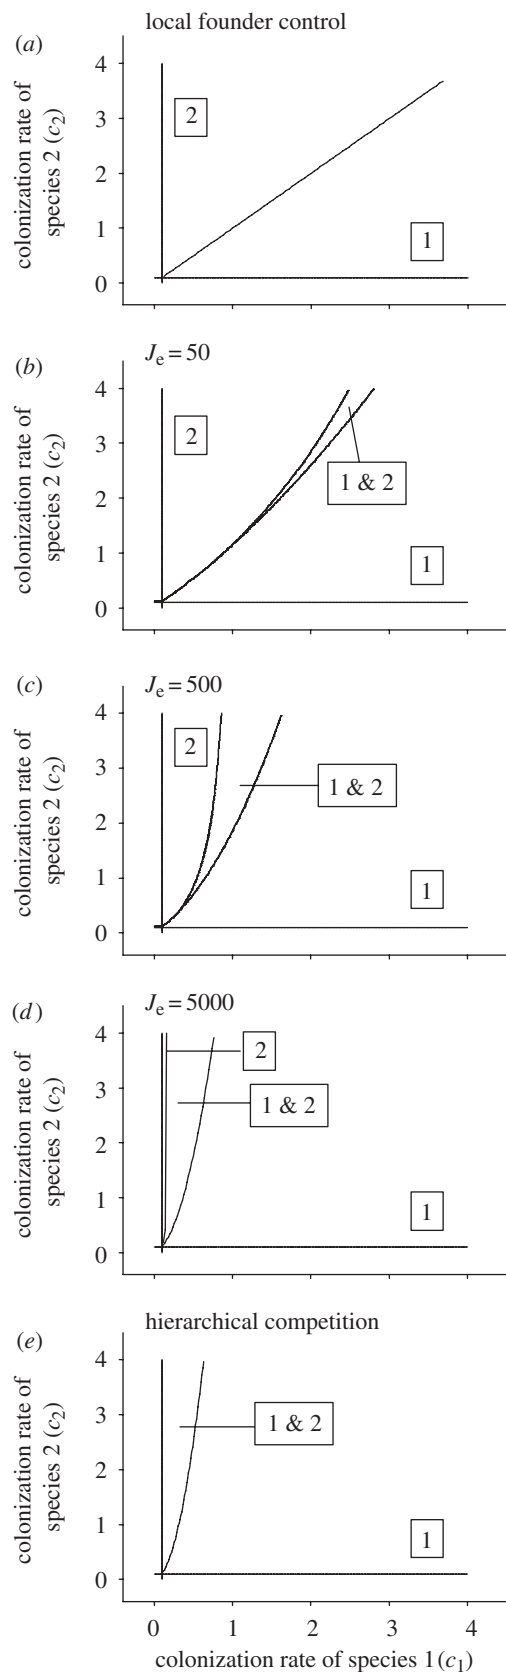 local founder control
(a)
colonization rate of
species 2 (c2)
4
3
2
1
0
2
1
(b)
Je = 50
colonization rate of
species 2 (c2)
4
3
2
1
0
2
1 & 2
1
(c)
Je = 500
colonization rate of
species 2 (c2)
4
3
2
1
0
2
1 & 2
1
(d)
Je = 5000
colonization rate of
species 2 (c2)
4
3
2
1
0
2
1 & 2
1
hierarchical competition
(e)
colonization rate of
species 2 (c2)
4
3
2
1
0
1 & 2
1
0 1 2 3 4
colonization rate of species 1 (c1)